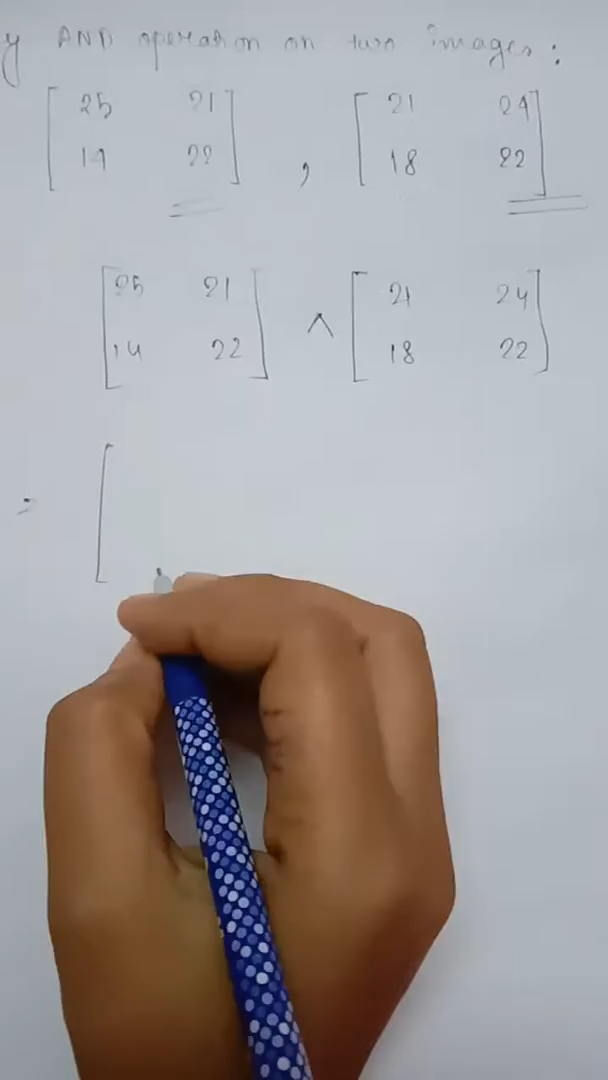 y AND operation on two images:
25 21 21 24
14 22 , 18 22
25 21 ∧ 21 24
14 22 18 22
=